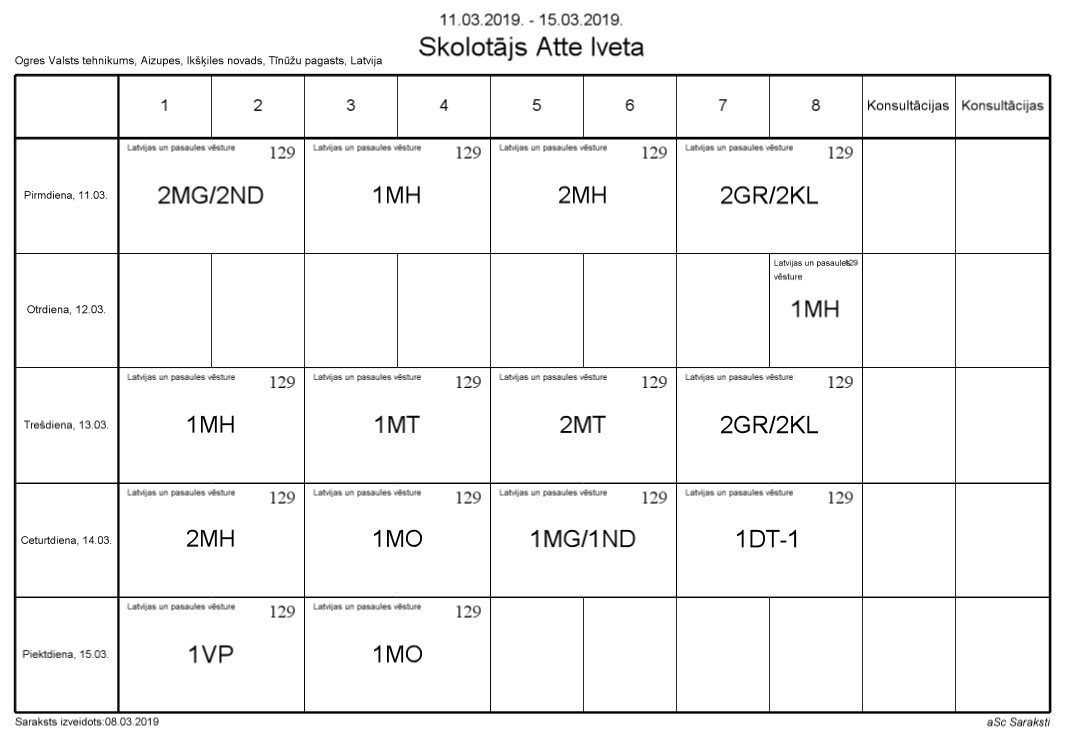 11.03.2019. - 15.03.2019.
Skolotājs Atte Iveta
Ogres Valsts tehnikums, Aizupes, Ikšķiles novads, Tīnūžu pagasts, Latvija
1 2 3 4 5 6 7 8 Konsultācijas Konsultācijas
Latvijas un pasaules vēsture 129 Latvijas un pasaules vēsture 129 Latvijas un pasaules vēsture 129 Latvijas un pasaules vēsture 129
Pirmdiena, 11.03. 2MG/2ND 1MH 2MH 2GR/2KL
Latvijas un pasaules 129
vēsture
Otrdiena, 12.03. 1MH
Latvijas un pasaules vēsture 129 Latvijas un pasaules vēsture 129 Latvijas un pasaules vēsture 129 Latvijas un pasaules vēsture 129
Trešdiena, 13.03. 1MH 1MT 2MT 2GR/2KL
Latvijas un pasaules vēsture 129 Latvijas un pasaules vēsture 129 Latvijas un pasaules vēsture 129 Latvijas un pasaules vēsture 129
Ceturtdiena, 14.03. 2MH 1MO 1MG/1ND 1DT-1
Latvijas un pasaules vēsture 129 Latvijas un pasaules vēsture 129
Piektdiena, 15.03. 1VP 1MO
Saraksts izveidots:08.03.2019 aSc Saraksti